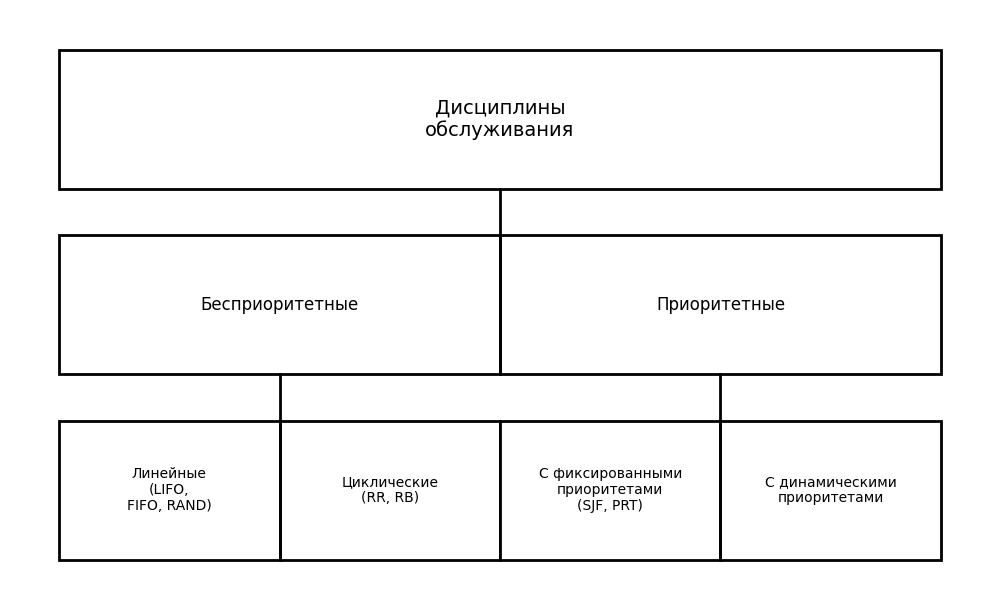 Дисциплины
обслуживания
Бесприоритетные
Приоритетные
Линейные
(LIFO,
FIFO, RAND)
Циклические
(RR, RB)
С фиксированными
приоритетами
(SJF, PRT)
С динамическими
приоритетами